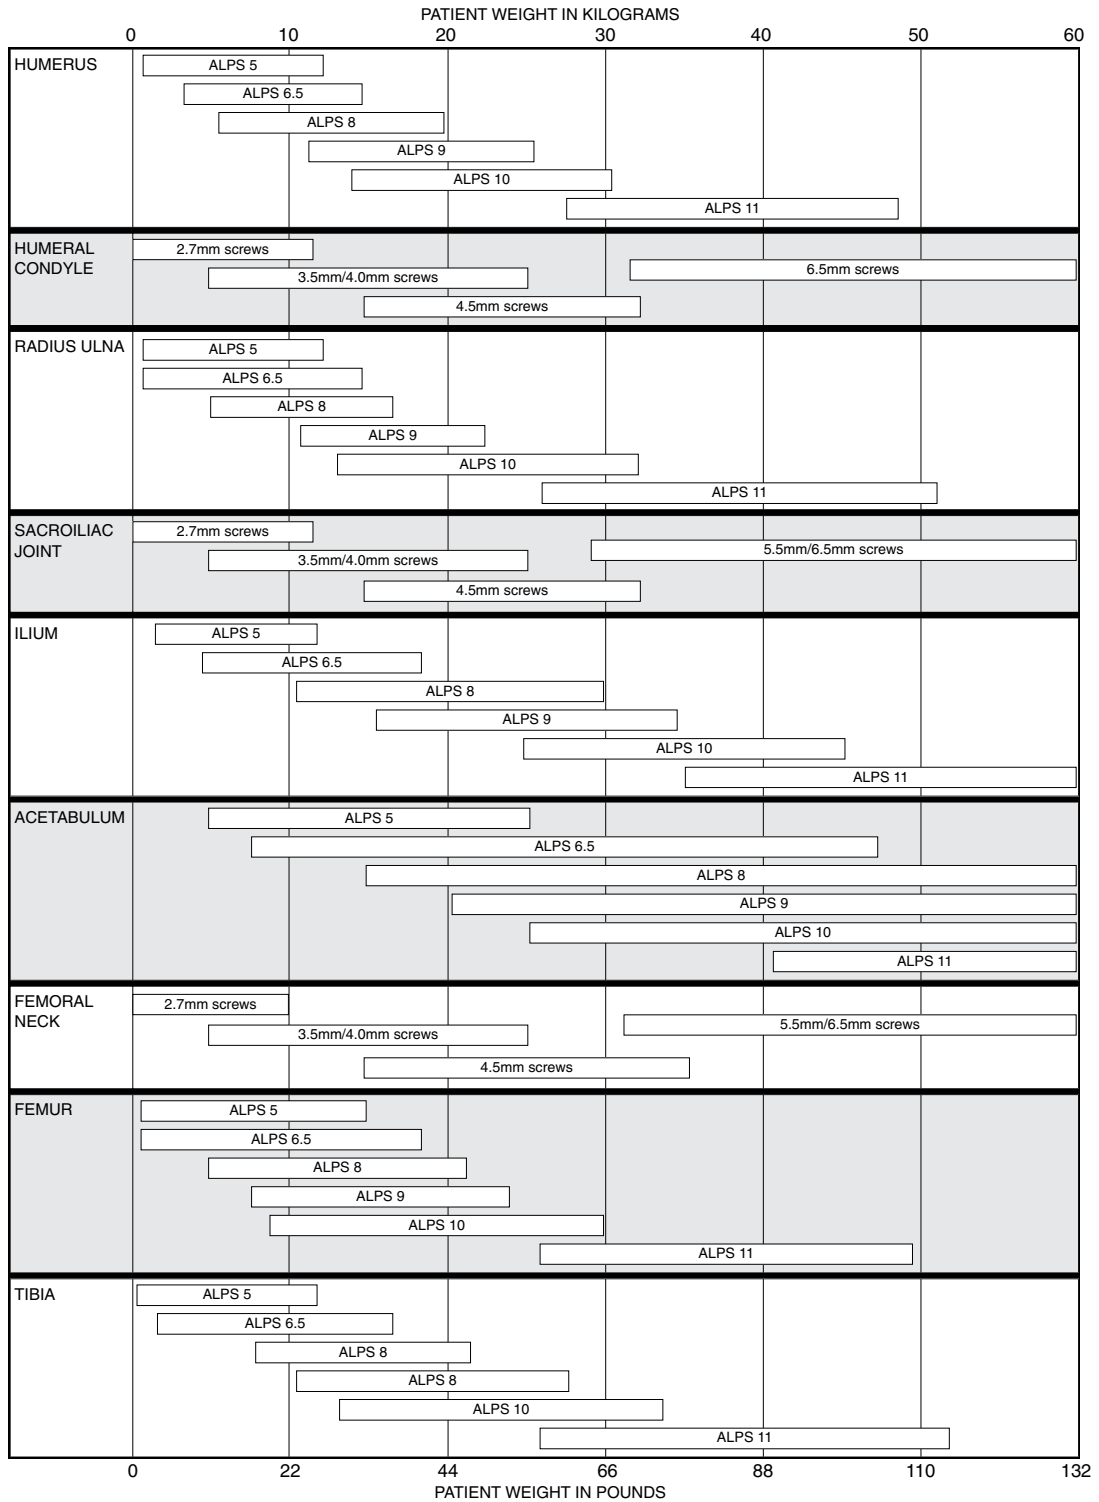 PATIENT WEIGHT IN KILOGRAMS
0 10 20 30 40 50 60
HUMERUS
ALPS 5
ALPS 6.5
ALPS 8
ALPS 9
ALPS 10
ALPS 11
HUMERAL
CONDYLE
2.7mm screws
3.5mm/4.0mm screws
6.5mm screws
4.5mm screws
RADIUS ULNA
ALPS 5
ALPS 6.5
ALPS 8
ALPS 9
ALPS 10
ALPS 11
SACROILIAC
JOINT
2.7mm screws
3.5mm/4.0mm screws
5.5mm/6.5mm screws
4.5mm screws
ILIUM
ALPS 5
ALPS 6.5
ALPS 8
ALPS 9
ALPS 10
ALPS 11
ACETABULUM
ALPS 5
ALPS 6.5
ALPS 8
ALPS 9
ALPS 10
ALPS 11
FEMORAL
NECK
2.7mm screws
3.5mm/4.0mm screws
5.5mm/6.5mm screws
4.5mm screws
FEMUR
ALPS 5
ALPS 6.5
ALPS 8
ALPS 9
ALPS 10
ALPS 11
TIBIA
ALPS 5
ALPS 6.5
ALPS 8
ALPS 8
ALPS 10
ALPS 11
0 22 44 66 88 110 132
PATIENT WEIGHT IN POUNDS